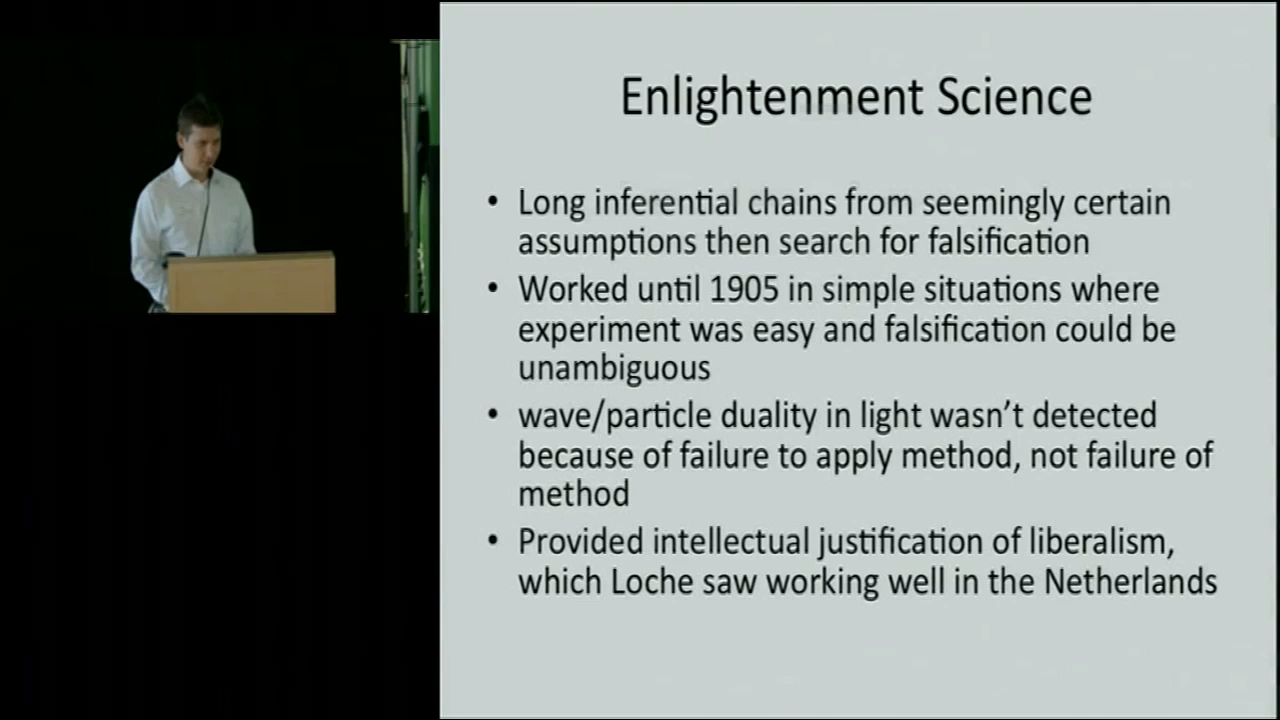 Enlightenment Science
• Long inferential chains from seemingly certain
assumptions then search for falsification
• Worked until 1905 in simple situations where
experiment was easy and falsification could be
unambiguous
• wave/particle duality in light wasn't detected
because of failure to apply method, not failure of
method
• Provided intellectual justification of liberalism,
which Loche saw working well in the Netherlands